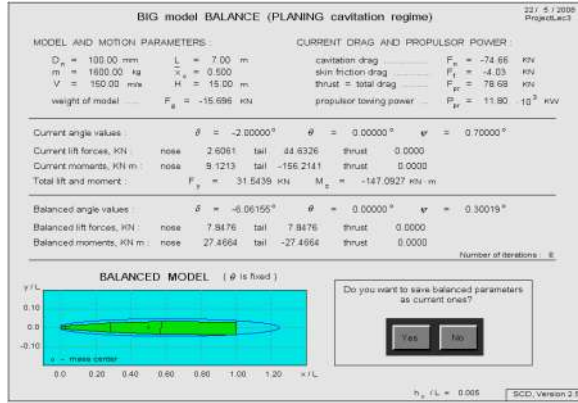 BIG model BALANCE (PLANING cavitation regime)
22/ 5 / 2008
ProjectLec3
MODEL AND MOTION PARAMETERS :
CURRENT DRAG AND PROPULSOR POWER :
Dn = 100.00 mm L = 7.00 m
m = 1600.00 kg xc = 0.500
V = 150.00 m/s H = 15.00 m
weight of model ..... Fg = -15.696 KN
cavitation drag ..... Fn = -74.66 KN
skin friction drag ..... Ff = -4.03 KN
thrust = total drag ..... Fpr = 78.68 KN
propulsor towing power ..... Ppr = 11.80 · 10³ KW
Current angle values : δ = -2.00000° θ = 0.00000° ψ = 0.70000°
Current lift forces, KN : nose 2.6061 tail 44.6326 thrust 0.0000
Current moments, KN m : nose 9.1213 tail -156.2141 thrust 0.0000
Total lift and moment : Fy = 31.5439 KN Mz = -147.0927 KN · m
Balanced angle values : δ = -6.06155° θ = 0.00000° ψ = 0.30019°
Balanced lift forces, KN : nose 7.8476 tail 7.8476 thrust 0.0000
Balanced moments, KN m : nose 27.4664 tail -27.4664 thrust 0.0000
Number of iterations : 8
BALANCED MODEL ( θ is fixed )
y / L
0.10
0.0
-0.10
- mass center
0.0 0.20 0.40 0.60 0.80 1.00 1.20 x / L
Do you want to save balanced parameters
as current ones?
Yes No
/ L = 0.005
SCD, Version 2.5